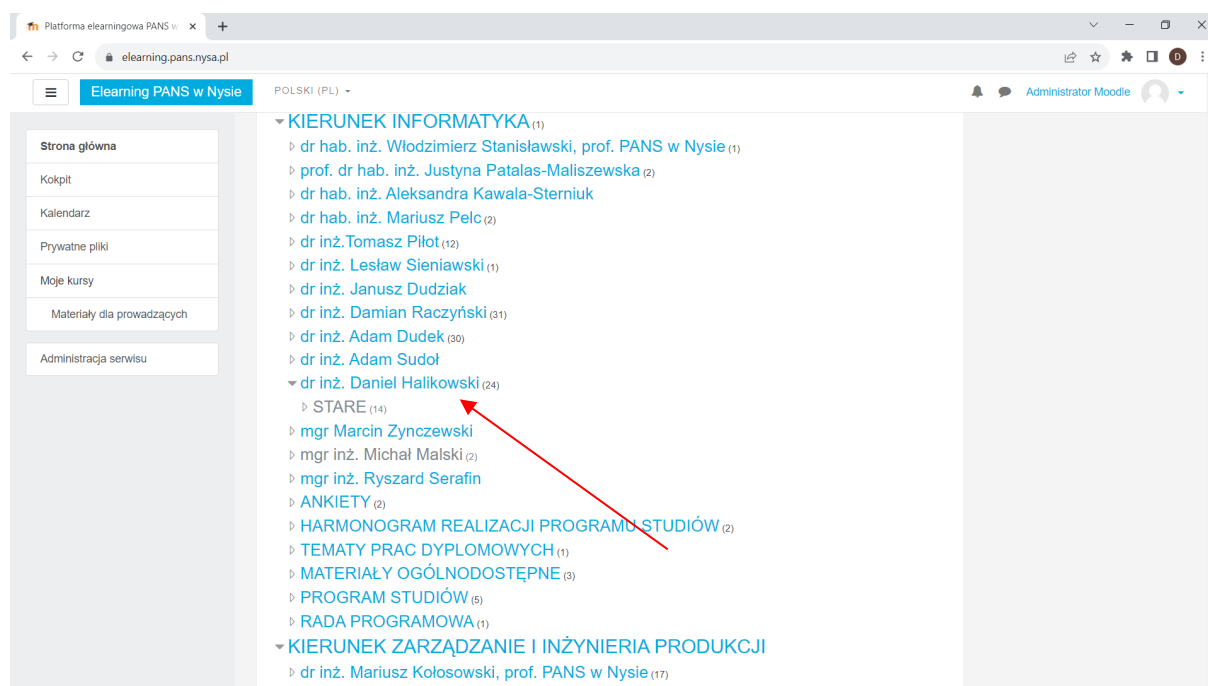 Platforma elearningowa PANS w
elearning.pans.nysa.pl
D
Elearning PANS w Nysie
POLSKI (PL)
Administrator Moodle
Strona główna
Kokpit
Kalendarz
Prywatne pliki
Moje kursy
Materiały dla prowadzących
Administracja serwisu
KIERUNEK INFORMATYKA (1)
dr hab. inż. Włodzimierz Stanisławski, prof. PANS w Nysie (1)
prof. dr hab. inż. Justyna Patalas-Maliszewska (2)
dr hab. inż. Aleksandra Kawala-Sterniuk
dr hab. inż. Mariusz Pelc (2)
dr inż.Tomasz Piłot (12)
dr inż. Lesław Sieniawski (1)
dr inż. Janusz Dudziak
dr inż. Damian Raczyński (31)
dr inż. Adam Dudek (30)
dr inż. Adam Sudoł
dr inż. Daniel Halikowski (24)
STARE (14)
mgr Marcin Zynczewski
mgr inż. Michał Malski (2)
mgr inż. Ryszard Serafin
ANKIETY (2)
HARMONOGRAM REALIZACJI PROGRAMU STUDIÓW (2)
TEMATY PRAC DYPLOMOWYCH (1)
MATERIAŁY OGÓLNODOSTĘPNE (3)
PROGRAM STUDIÓW (5)
RADA PROGRAMOWA (1)
KIERUNEK ZARZĄDZANIE I INŻYNIERIA PRODUKCJI
dr inż. Mariusz Kołosowski, prof. PANS w Nysie (17)